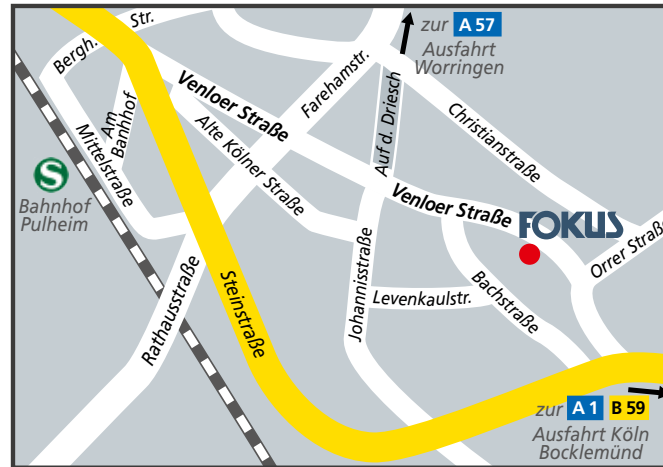 zur A 57
Ausfahrt
Worringen
Bergh. Str.
Am
Banhhof
Mittelstraße
Venloer Straße
Farehamstr.
Auf d. Driesch
Christianstraße
Alte Kölner Straße
S
Bahnhof
Pulheim
Venloer Straße
FOKUS
Orrer Straße
Rathausstraße
Steinstraße
Johannisstraße
Levenkaulstr.
Bachstraße
zur A 1 B 59
Ausfahrt Köln
Bocklemünd